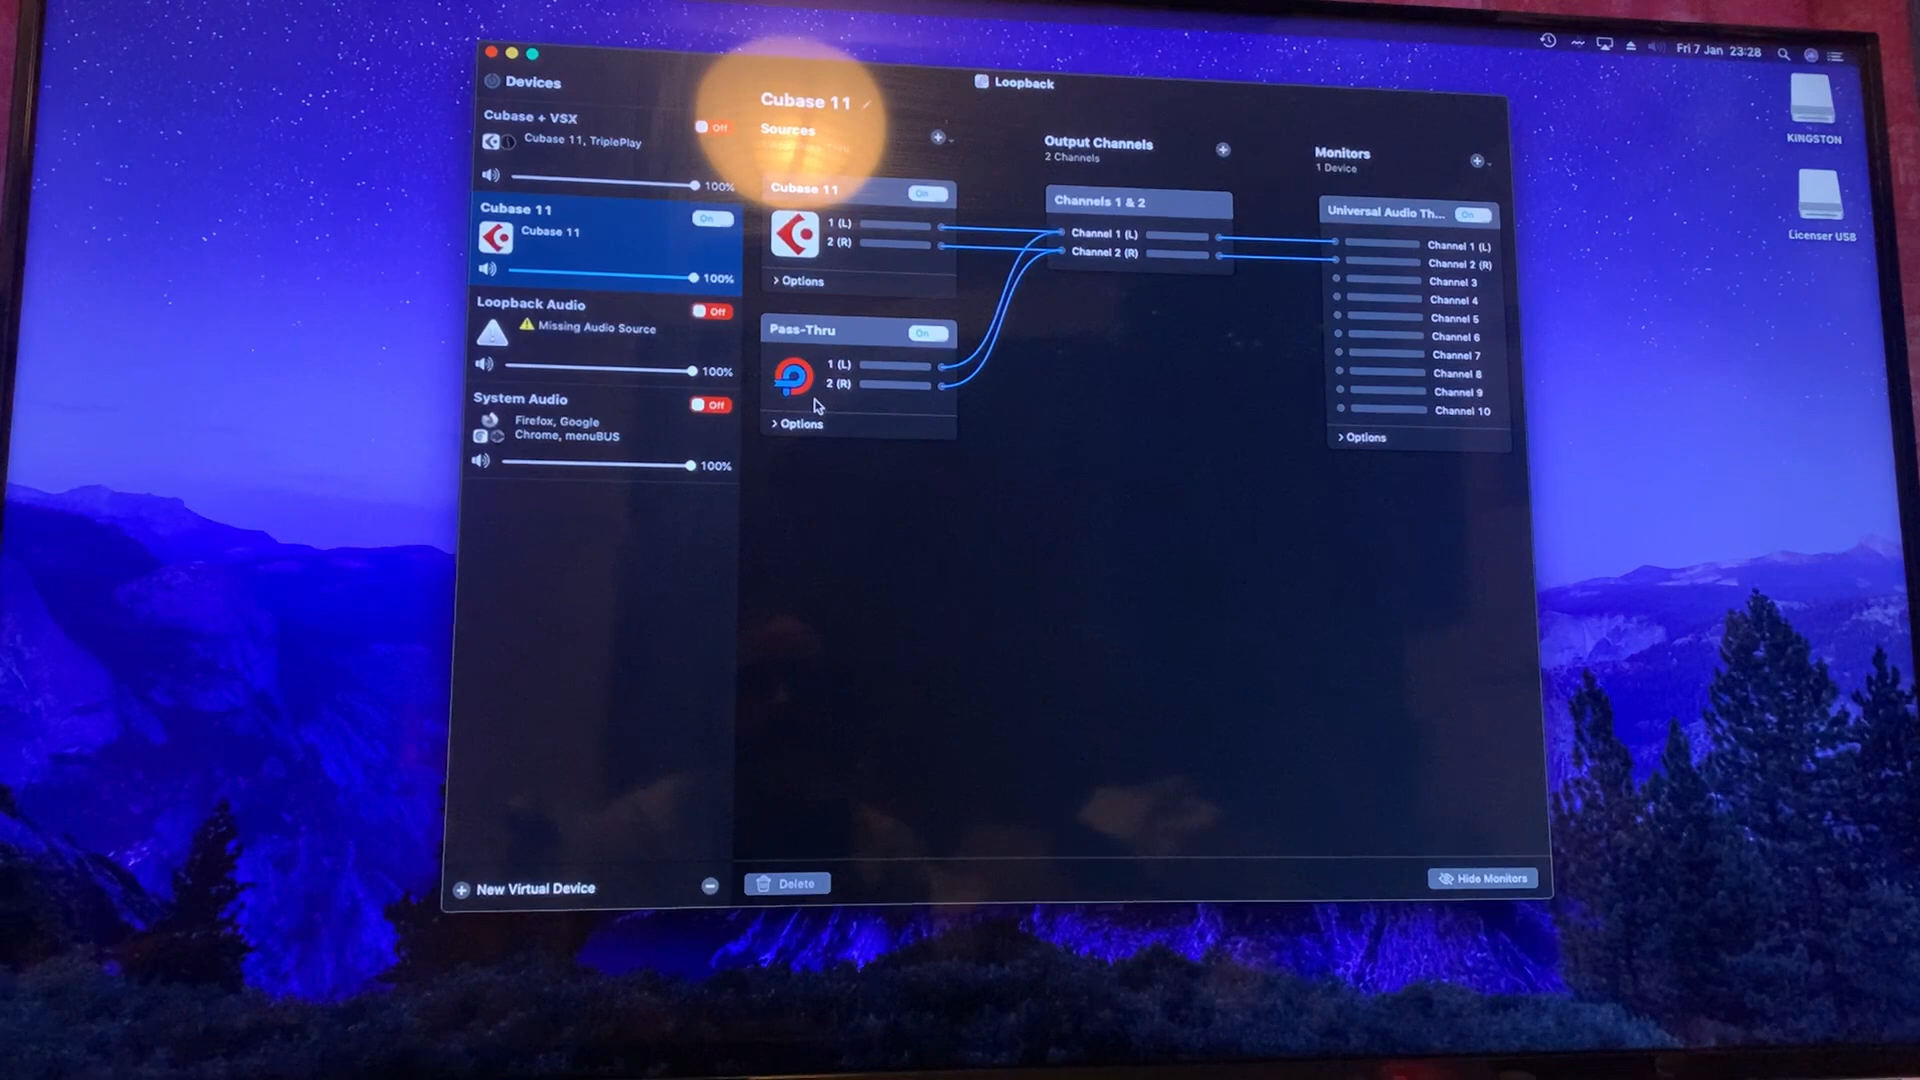 Fri 7 Jan 23:28
Loopback
Devices
Cubase + VSX
Off
Cubase 11, TriplePlay
100%
Cubase 11
On
Cubase 11
100%
Loopback Audio
Off
Missing Audio Source
100%
System Audio
Off
Firefox, Google
Chrome, menuBUS
100%
New Virtual Device
Cubase 11
Sources
Cubase 11
On
1 (L)
2 (R)
Options
Pass-Thru
On
1 (L)
2 (R)
Options
Output Channels
2 Channels
Channels 1 & 2
Channel 1 (L)
Channel 2 (R)
Monitors
1 Device
Universal Audio Th...
On
Channel 1 (L)
Channel 2 (R)
Channel 3
Channel 4
Channel 5
Channel 6
Channel 7
Channel 8
Channel 9
Channel 10
Options
Delete
Hide Monitors
KINGSTON
Licenser USB